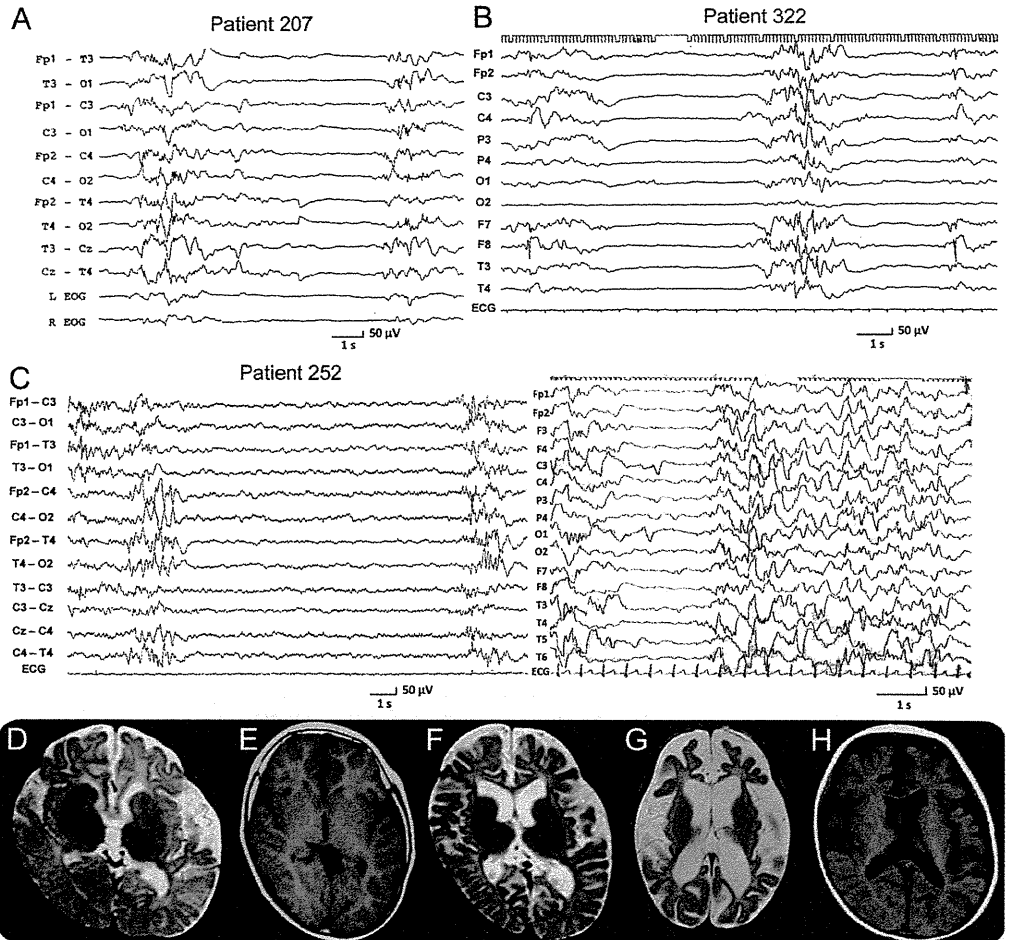 A
Patient 207
Fp1 - T3
T3 - O1
Fp1 - C3
C3 - O1
Fp2 - C4
C4 - O2
Fp2 - T4
T4 - O2
T3 - Cz
Cz - T4
L EOG
R EOG
50 µV
1 s
B
Patient 322
Fp1
Fp2
C3
C4
P3
P4
O1
O2
F7
F8
T3
T4
ECG
50 µV
1 s
C
Patient 252
Fp1–C3
C3–O1
Fp1–T3
T3–O1
Fp2–C4
C4–O2
Fp2–T4
T4–O2
T3–C3
C3–Cz
Cz–C4
C4–T4
ECG
50 µV
1 s
Fp1
Fp2
F3
F4
C3
C4
P3
P4
O1
O2
F7
F8
T3
T4
T5
T6
ECG
50 µV
1 s
D
E
F
G
H